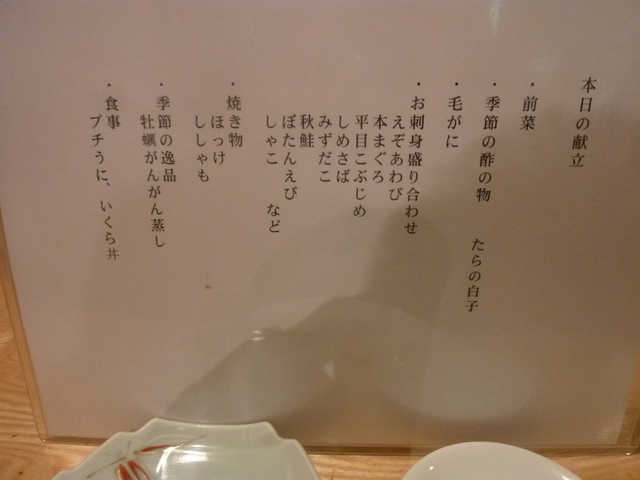 本日の献立
・前菜
・季節の酢の物 たらの白子
・毛がに
・お刺身盛り合わせ
えぞあわび
本まぐろ
平目こぶじめ
しめさば
みずだこ
秋鮭
ぼたんえび
しゃこ など
・焼き物
ほっけ
ししゃも
・季節の逸品
牡蠣がんがん蒸し
・食事
プチうに、いくら丼